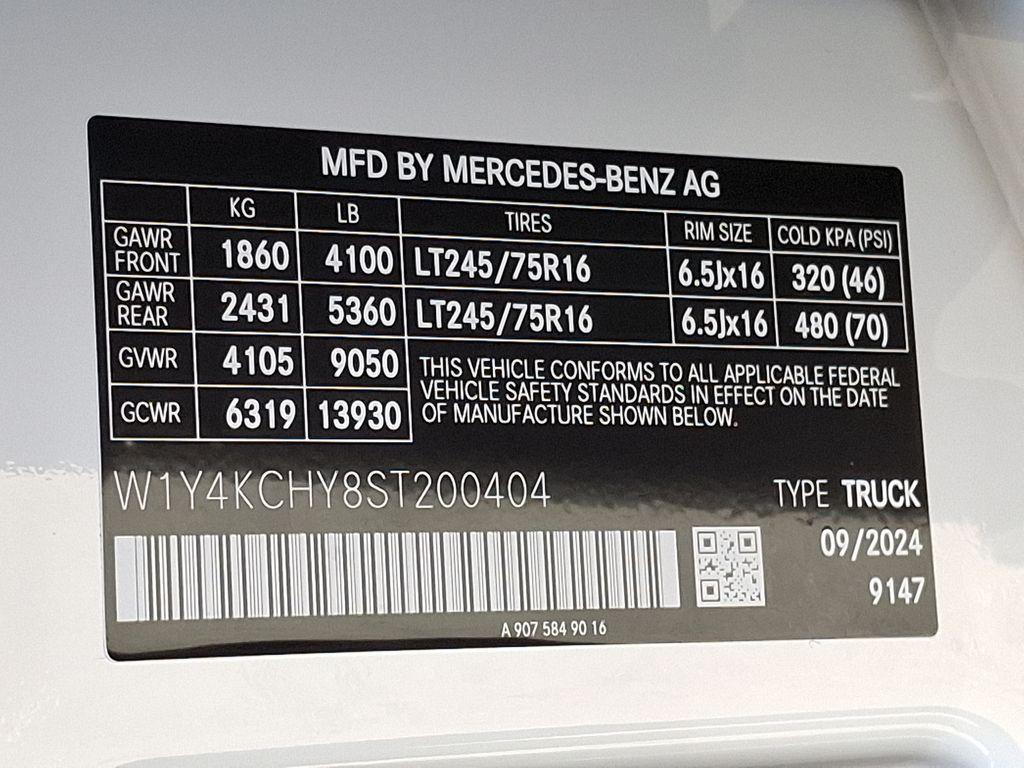 MFD BY MERCEDES-BENZ AG
KG LB TIRES RIM SIZE COLD KPA (PSI)
GAWR FRONT 1860 4100 LT245/75R16 6.5Jx16 320 (46)
GAWR REAR 2431 5360 LT245/75R16 6.5Jx16 480 (70)
GVWR 4105 9050
GCWR 6319 13930
THIS VEHICLE CONFORMS TO ALL APPLICABLE FEDERAL
VEHICLE SAFETY STANDARDS IN EFFECT ON THE DATE
OF MANUFACTURE SHOWN BELOW.
W1Y4KCHY8ST200404
TYPE TRUCK
09/2024
9147
A 907 584 90 16